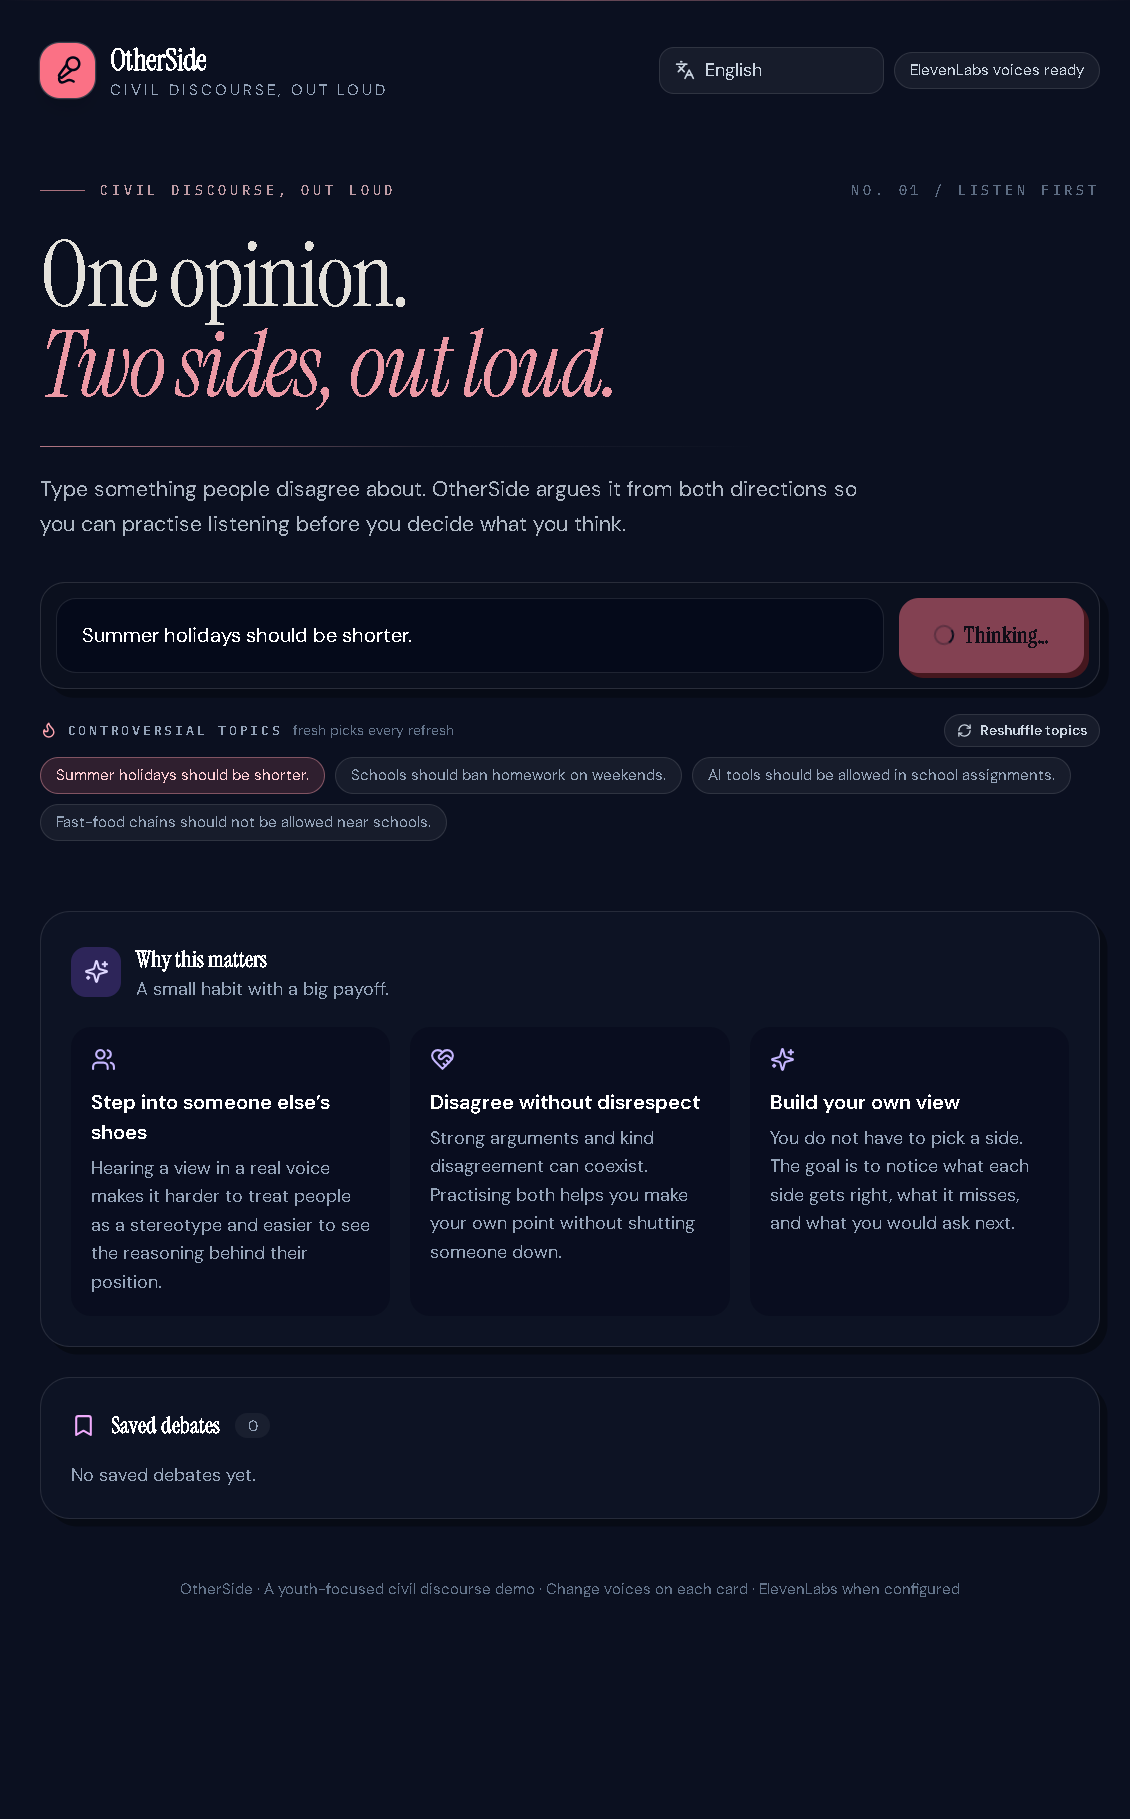 OtherSide
CIVIL DISCOURSE, OUT LOUD
English
ElevenLabs voices ready
CIVIL DISCOURSE, OUT LOUD
NO. 01 / LISTEN FIRST
One opinion.
Two sides, out loud.
Type something people disagree about. OtherSide argues it from both directions so
you can practise listening before you decide what you think.
Summer holidays should be shorter.
Thinking...
CONTROVERSIAL TOPICS fresh picks every refresh
Reshuffle topics
Summer holidays should be shorter.
Schools should ban homework on weekends.
AI tools should be allowed in school assignments.
Fast-food chains should not be allowed near schools.
Why this matters
A small habit with a big payoff.
Step into someone else’s
shoes
Hearing a view in a real voice
makes it harder to treat people
as a stereotype and easier to see
the reasoning behind their
position.
Disagree without disrespect
Strong arguments and kind
disagreement can coexist.
Practising both helps you make
your own point without shutting
someone down.
Build your own view
You do not have to pick a side.
The goal is to notice what each
side gets right, what it misses,
and what you would ask next.
Saved debates 0
No saved debates yet.
OtherSide · A youth-focused civil discourse demo · Change voices on each card · ElevenLabs when configured